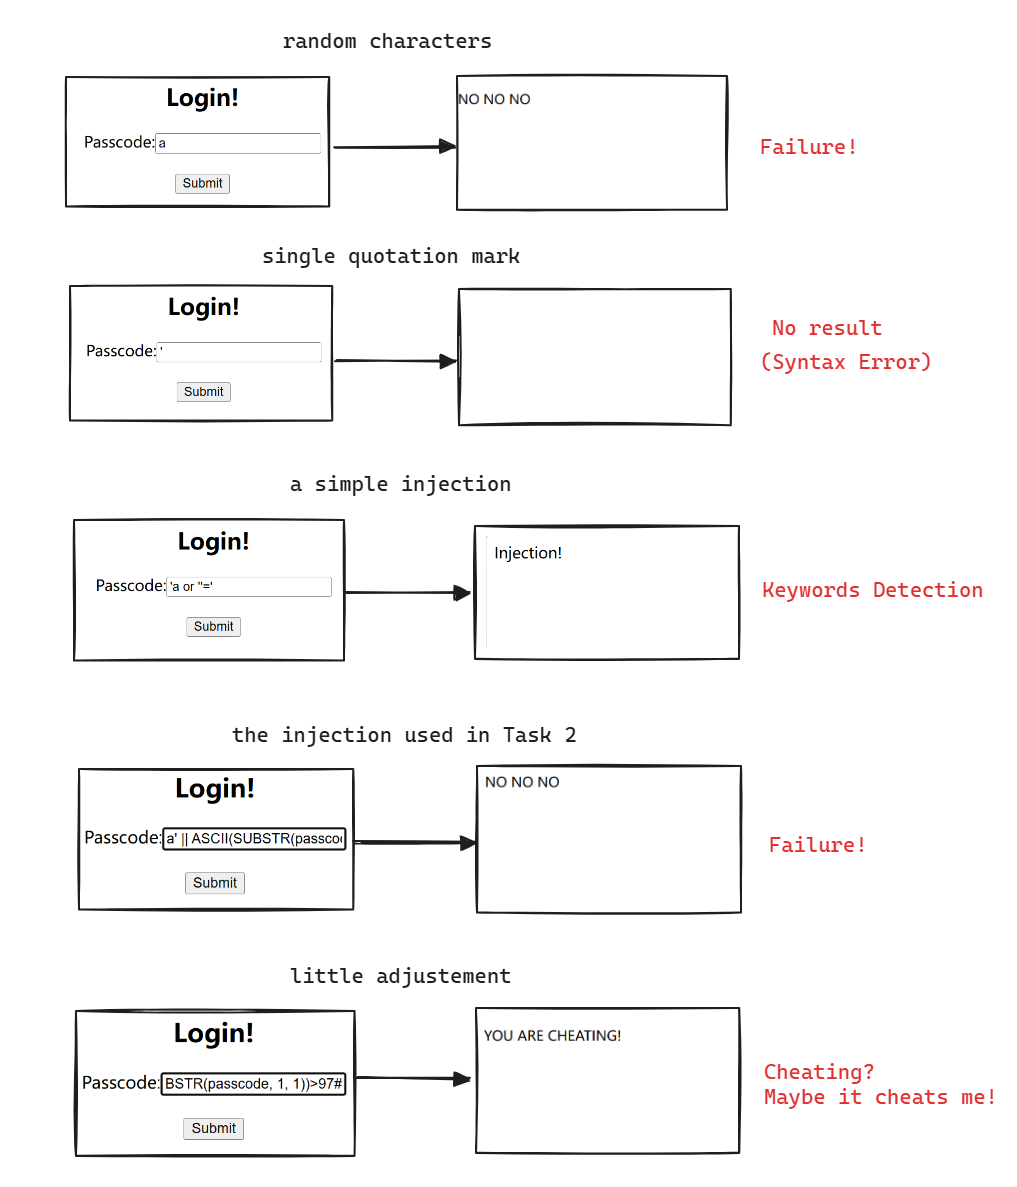 random characters
Login!
Passcode: a
Submit
NO NO NO
Failure!
single quotation mark
Login!
Passcode: '
Submit
No result
(Syntax Error)
a simple injection
Login!
Passcode: 'a or ''='
Submit
Injection!
Keywords Detection
the injection used in Task 2
Login!
Passcode: a' || ASCII(SUBSTR(passco
Submit
NO NO NO
Failure!
little adjustement
Login!
Passcode: BSTR(passcode, 1, 1))>97#
Submit
YOU ARE CHEATING!
Cheating?
Maybe it cheats me!